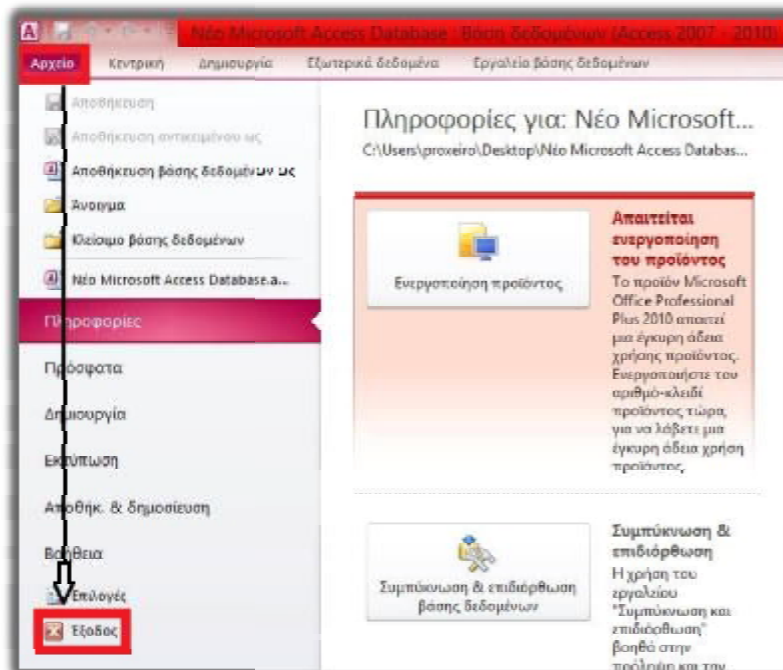 Νέο Microsoft Access Database : Βάση δεδομένων (Access 2007 - 2010)
Αρχείο Κεντρική Δημιουργία Εξωτερικά δεδομένα Εργαλεία βάσης δεδομένων
Αποθήκευση
Αποθήκευση αντικειμένου ως
Αποθήκευση βάσης δεδομένων ως
Άνοιγμα
Κλείσιμο βάσης δεδομένων
Νέο Microsoft Access Database.a...
Πληροφορίες
Πρόσφατα
Δημιουργία
Εκτύπωση
Αποθήκ. & δημοσίευση
Βοήθεια
Επιλογές
Έξοδος
Πληροφορίες για: Νέο Microsoft...
C:\Users\proxeiro\Desktop\Νέο Microsoft Access Databas...
Ενεργοποίηση προϊόντος
Απαιτείται
ενεργοποίηση
του προϊόντος
Το προϊόν Microsoft
Office Professional
Plus 2010 απαιτεί
μια έγκυρη άδεια
χρήσης προϊόντος.
Ενεργοποιήστε τον
αριθμό-κλειδί
προϊόντος τώρα,
για να λάβετε μια
έγκυρη άδεια χρήση
προϊόντος.
Συμπύκνωση & επιδιόρθωση
βάσης δεδομένων
Συμπύκνωση &
επιδιόρθωση
Η χρήση του
εργαλείου
"Συμπύκνωση και
επιδιόρθωση"
βοηθά στην
πρόληψη και την